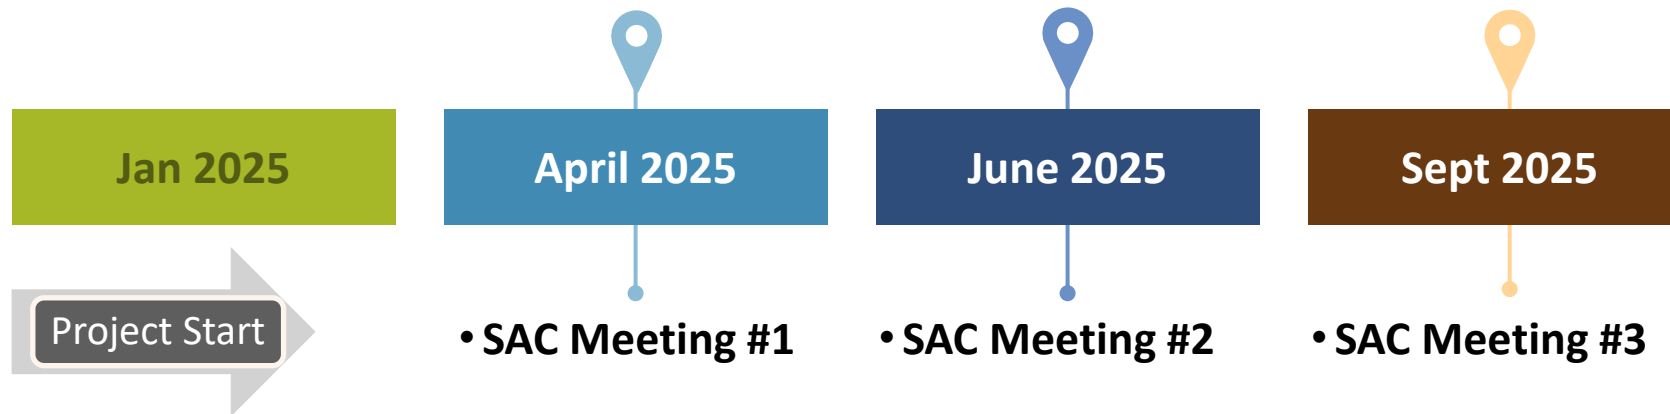 Jan 2025
April 2025
June 2025
Sept 2025
Project Start
• SAC Meeting #1
• SAC Meeting #2
• SAC Meeting #3